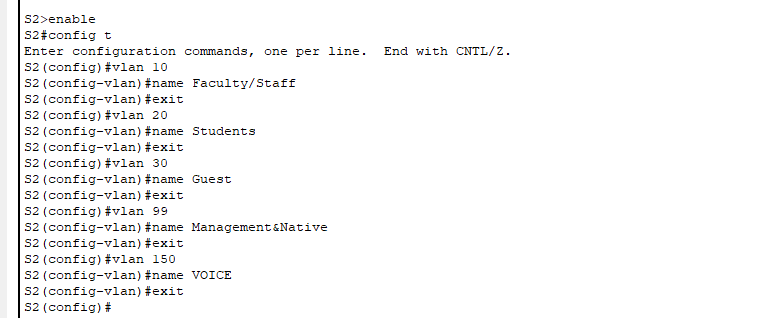 S2>enable
S2#config t
Enter configuration commands, one per line.  End with CNTL/Z.
S2(config)#vlan 10
S2(config-vlan)#name Faculty/Staff
S2(config-vlan)#exit
S2(config)#vlan 20
S2(config-vlan)#name Students
S2(config-vlan)#exit
S2(config)#vlan 30
S2(config-vlan)#name Guest
S2(config-vlan)#exit
S2(config)#vlan 99
S2(config-vlan)#name Management&Native
S2(config-vlan)#exit
S2(config)#vlan 150
S2(config-vlan)#name VOICE
S2(config-vlan)#exit
S2(config)#